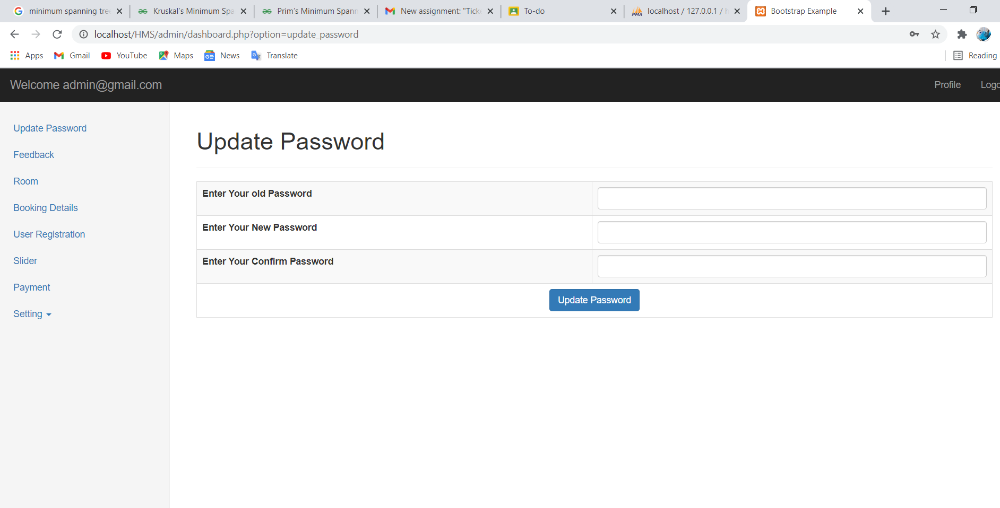 minimum spanning tre
Kruskal's Minimum Spa
Prim's Minimum Spann
New assignment: "Ticke
To-do
localhost / 127.0.0.1 / h
Bootstrap Example
localhost/HMS/admin/dashboard.php?option=update_password
Apps
Gmail
YouTube
Maps
News
Translate
Reading
Welcome admin@gmail.com
Profile
Logo
Update Password
Feedback
Room
Booking Details
User Registration
Slider
Payment
Setting
Update Password
Enter Your old Password
Enter Your New Password
Enter Your Confirm Password
Update Password